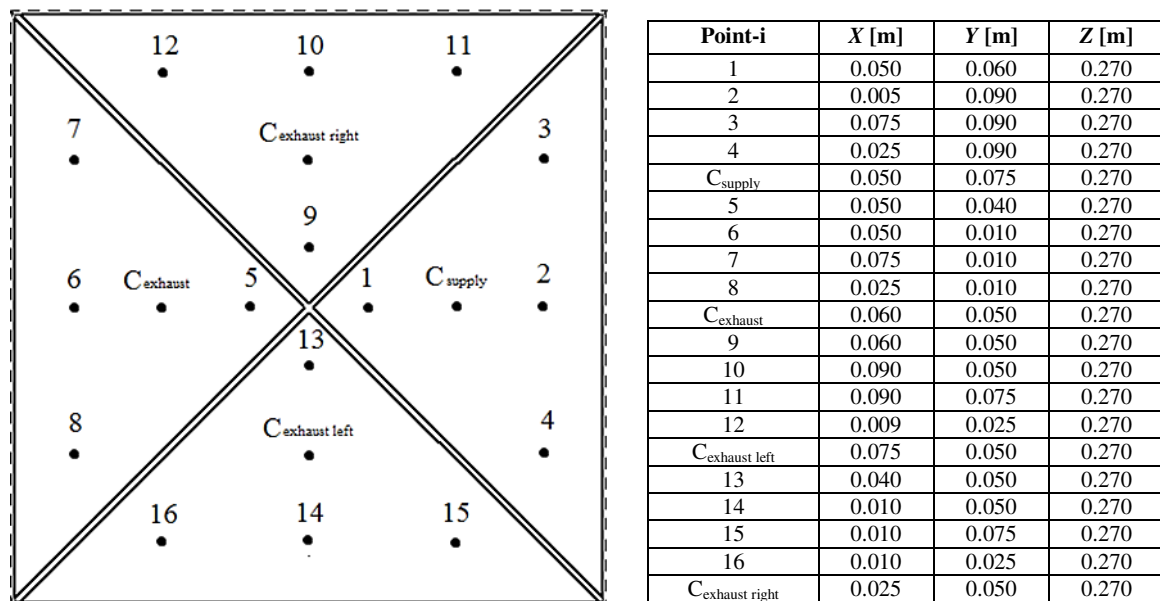 12 10 11
7 3
C exhaust right
9
6 C exhaust 5 1 C supply 2
13
8 C exhaust left 4
16 14 15
Point-i X [m] Y [m] Z [m]
1 0.050 0.060 0.270
2 0.005 0.090 0.270
3 0.075 0.090 0.270
4 0.025 0.090 0.270
C supply 0.050 0.075 0.270
5 0.050 0.040 0.270
6 0.050 0.010 0.270
7 0.075 0.010 0.270
8 0.025 0.010 0.270
C exhaust 0.060 0.050 0.270
9 0.060 0.050 0.270
10 0.090 0.050 0.270
11 0.090 0.075 0.270
12 0.009 0.025 0.270
C exhaust left 0.075 0.050 0.270
13 0.040 0.050 0.270
14 0.010 0.050 0.270
15 0.010 0.075 0.270
16 0.010 0.025 0.270
C exhaust right 0.025 0.050 0.270